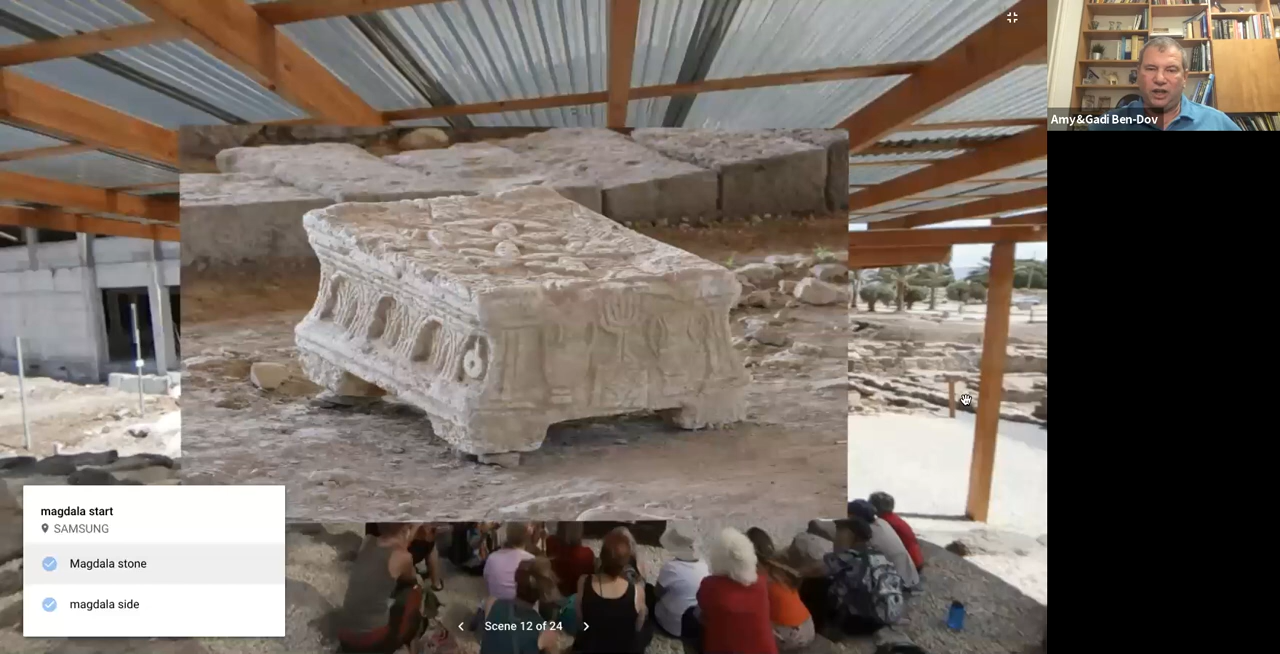 Amy&Gadi Ben-Dov
magdala start
SAMSUNG
Magdala stone
magdala side
Scene 12 of 24